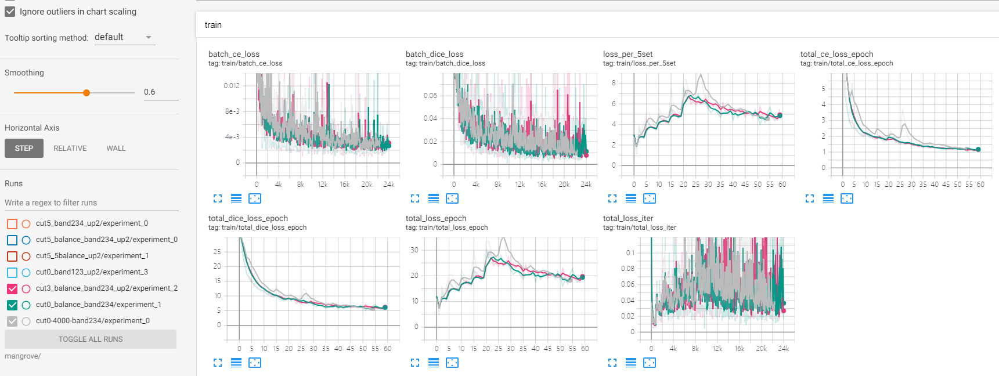 Ignore outliers in chart scaling
Tooltip sorting method: default
Smoothing
0.6
Horizontal Axis
STEP RELATIVE WALL
Runs
Write a regex to filter runs
cut5_band234_up2/experiment_0
cut5_balance_band234_up2/experiment_0
cut5_5balance_up2/experiment_1
cut0_band123_up2/experiment_3
cut3_balance_band234_up2/experiment_2
cut0_balance_band234/experiment_1
cut0-4000-band234/experiment_0
TOGGLE ALL RUNS
mangrove/
train
batch_ce_loss
tag: train/batch_ce_loss
0.012
8e-3
4e-3
0
0 4k 8k 12k 16k 20k 24k
batch_dice_loss
tag: train/batch_dice_loss
0.06
0.04
0.02
0
0 4k 8k 12k 16k 20k 24k
loss_per_5set
tag: train/loss_per_5set
8
6
4
2
0
0 5 10 15 20 25 30 35 40 45 50 55 60
total_ce_loss_epoch
tag: train/total_ce_loss_epoch
5
4
3
2
1
0
0 5 10 15 20 25 30 35 40 45 50 55 60
total_dice_loss_epoch
tag: train/total_dice_loss_epoch
25
20
15
10
5
0
0 5 10 15 20 25 30 35 40 45 50 55 60
total_loss_epoch
tag: train/total_loss_epoch
30
20
10
0
0 5 10 15 20 25 30 35 40 45 50 55 60
total_loss_iter
tag: train/total_loss_iter
0.1
0.08
0.06
0.04
0.02
0
0 4k 8k 12k 16k 20k 24k